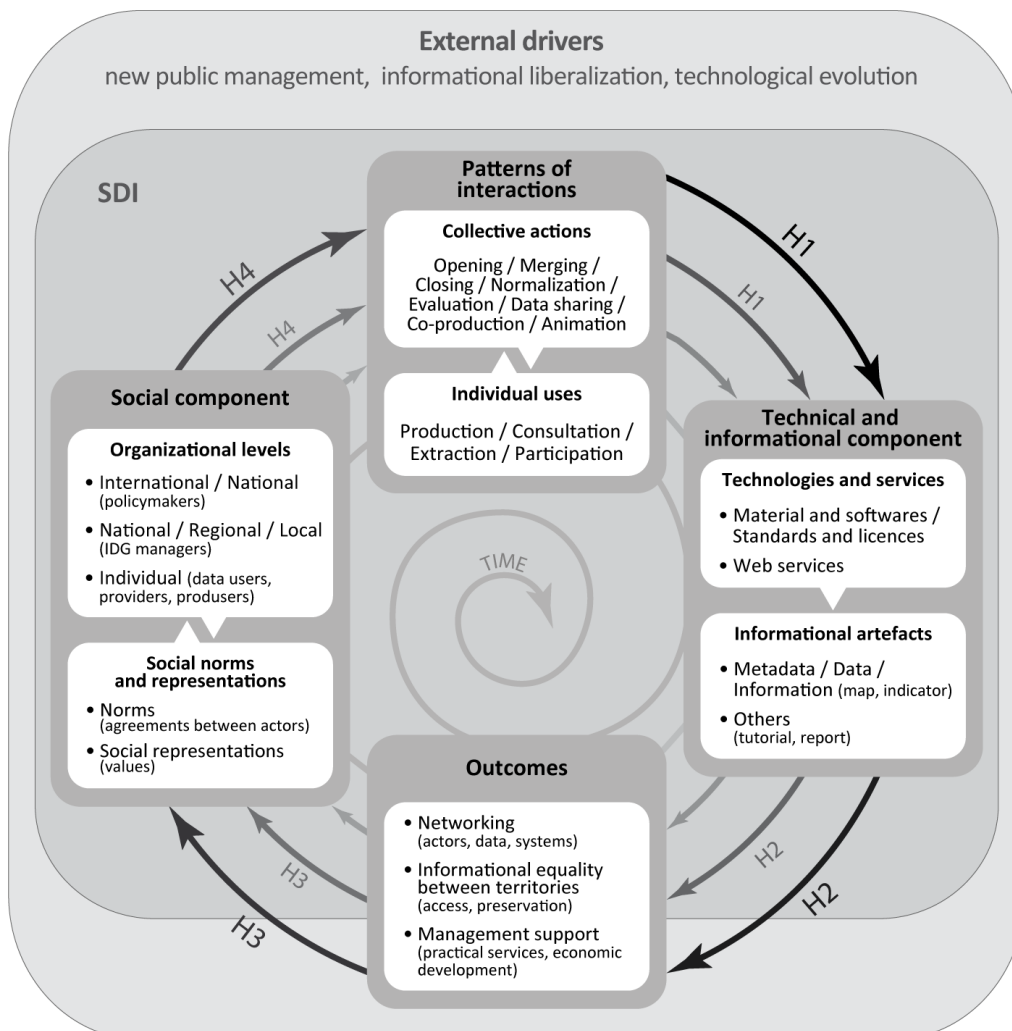 External drivers
new public management, informational liberalization, technological evolution
SDI
Patterns of
interactions
Collective actions
Opening / Merging /
Closing / Normalization /
Evaluation / Data sharing /
Co-production / Animation
Individual uses
Production / Consultation /
Extraction / Participation
H1
H1
H4
H4
Social component
Organizational levels
• International / National
(policymakers)
• National / Regional / Local
(IDG managers)
• Individual (data users,
providers, produsers)
Social norms
and representations
• Norms
(agreements between actors)
• Social representations
(values)
TIME
Technical and
informational component
Technologies and services
• Material and softwares /
Standards and licences
• Web services
Informational artefacts
• Metadata / Data /
Information (map, indicator)
• Others
(tutorial, report)
Outcomes
• Networking
(actors, data, systems)
• Informational equality
between territories
(access, preservation)
• Management support
(practical services, economic
development)
H2
H2
H3
H3